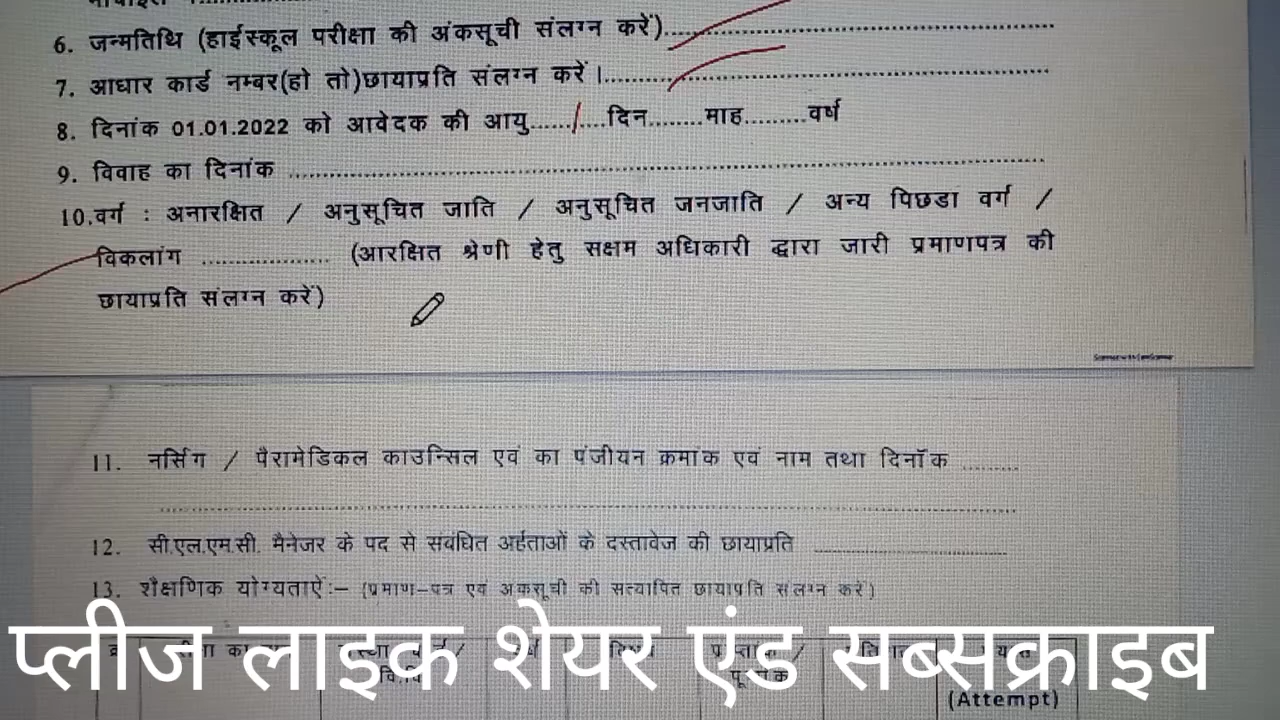 6. जन्मतिथि (हाईस्कूल परीक्षा की अंकसूची संलग्न करें)..........................................
7. आधार कार्ड नम्बर(हो तो)छायाप्रति संलग्न करें।..........................................
8. दिनांक 01.01.2022 को आवेदक की आयु....../....दिन........माह.........वर्ष
9. विवाह का दिनांक ..........................................
10.वर्ग : अनारक्षित / अनुसूचित जाति / अनुसूचित जनजाति / अन्य पिछडा वर्ग /
विकलांग ................... (आरक्षित श्रेणी हेतु सक्षम अधिकारी द्वारा जारी प्रमाणपत्र की
छायाप्रति संलग्न करें)
11. नर्सिंग / पैरामेडिकल काउन्सिल एवं का पंजीयन क्रमांक एवं नाम तथा दिनॉक .........
..........................................
12. सी.एल.एम.सी. मैनेजर के पद से संबंधित अर्हताओं के दस्तावेज की छायाप्रति ..............................
13. शैक्षणिक योग्यताऐं:– (प्रमाण–पत्र एवं अंकसूची की सत्यापित छायाप्रति संलग्न करें)
प्लीज लाइक शेयर एंड सब्सक्राइब
(Attempt)